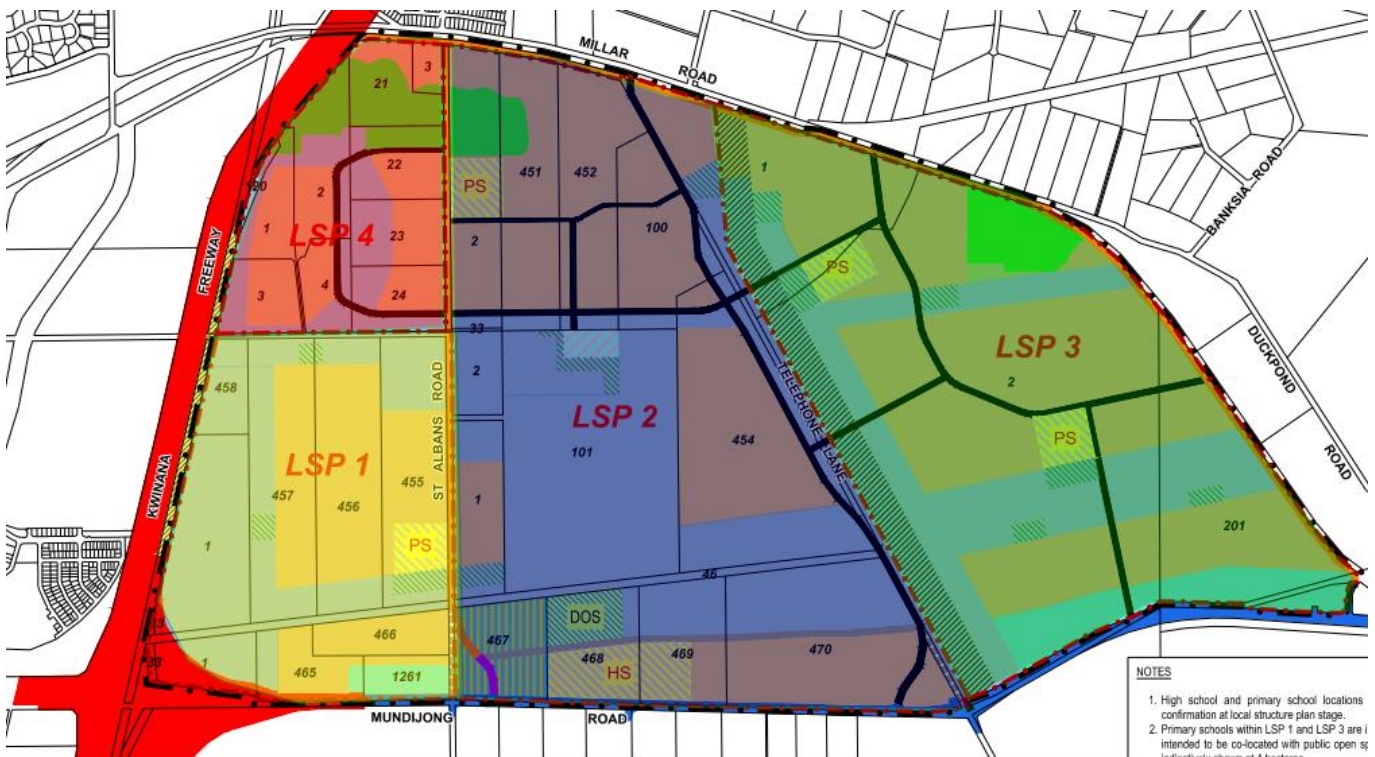 MILLAR
ROAD
3
21
120
22
2
PS
451
452
1
BANKSIA ROAD
1
LSP 4
23
2
100
PS
FREEWAY
3
4
24
33
DUCKPOND
ROAD
LSP 3
2
458
2
TELEPHONE LANE
LSP 2
PS
ST ALBANS ROAD
101
454
LSP 1
455
457
456
1
201
KWINANA
1
PS
46
3
33
466
467
DOS
1
465
1261
468
HS
469
470
MUNDIJONG
ROAD
NOTES
1. High school and primary school locations
confirmation at local structure plan stage.
2. Primary schools within LSP 1 and LSP 3 are i
intended to be co-located with public open sp